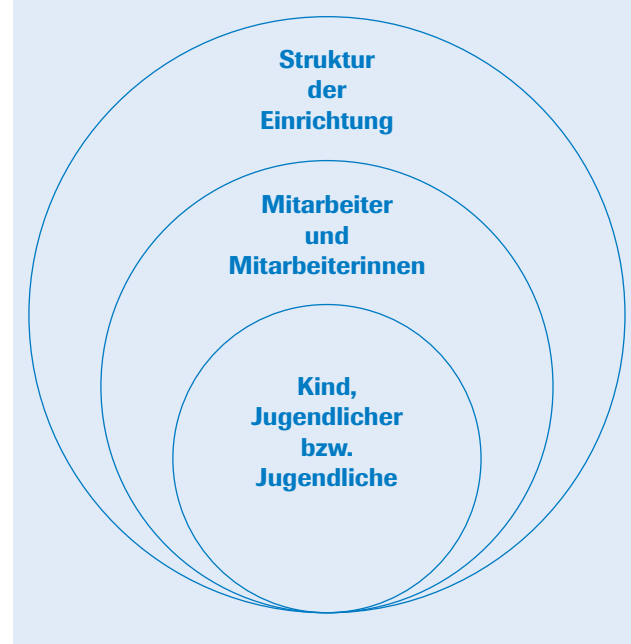 Struktur
der
Einrichtung
Mitarbeiter
und
Mitarbeiterinnen
Kind,
Jugendlicher
bzw.
Jugendliche